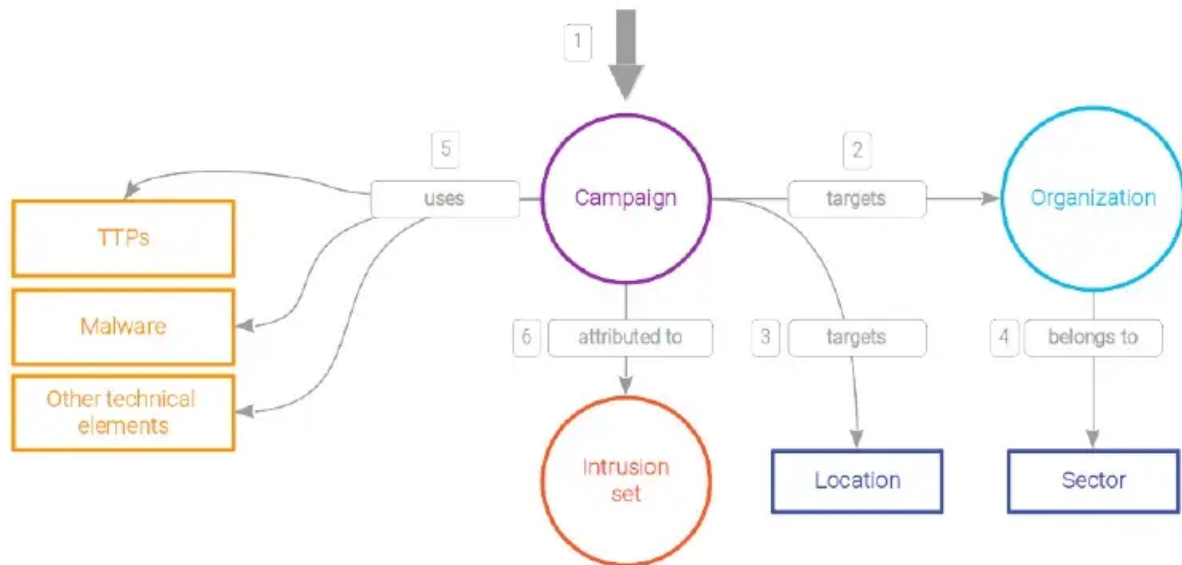 1
5
2
uses
Campaign
targets
Organization
TTPs
Malware
6
attributed to
3
targets
4
belongs to
Other technical
elements
Intrusion
set
Location
Sector